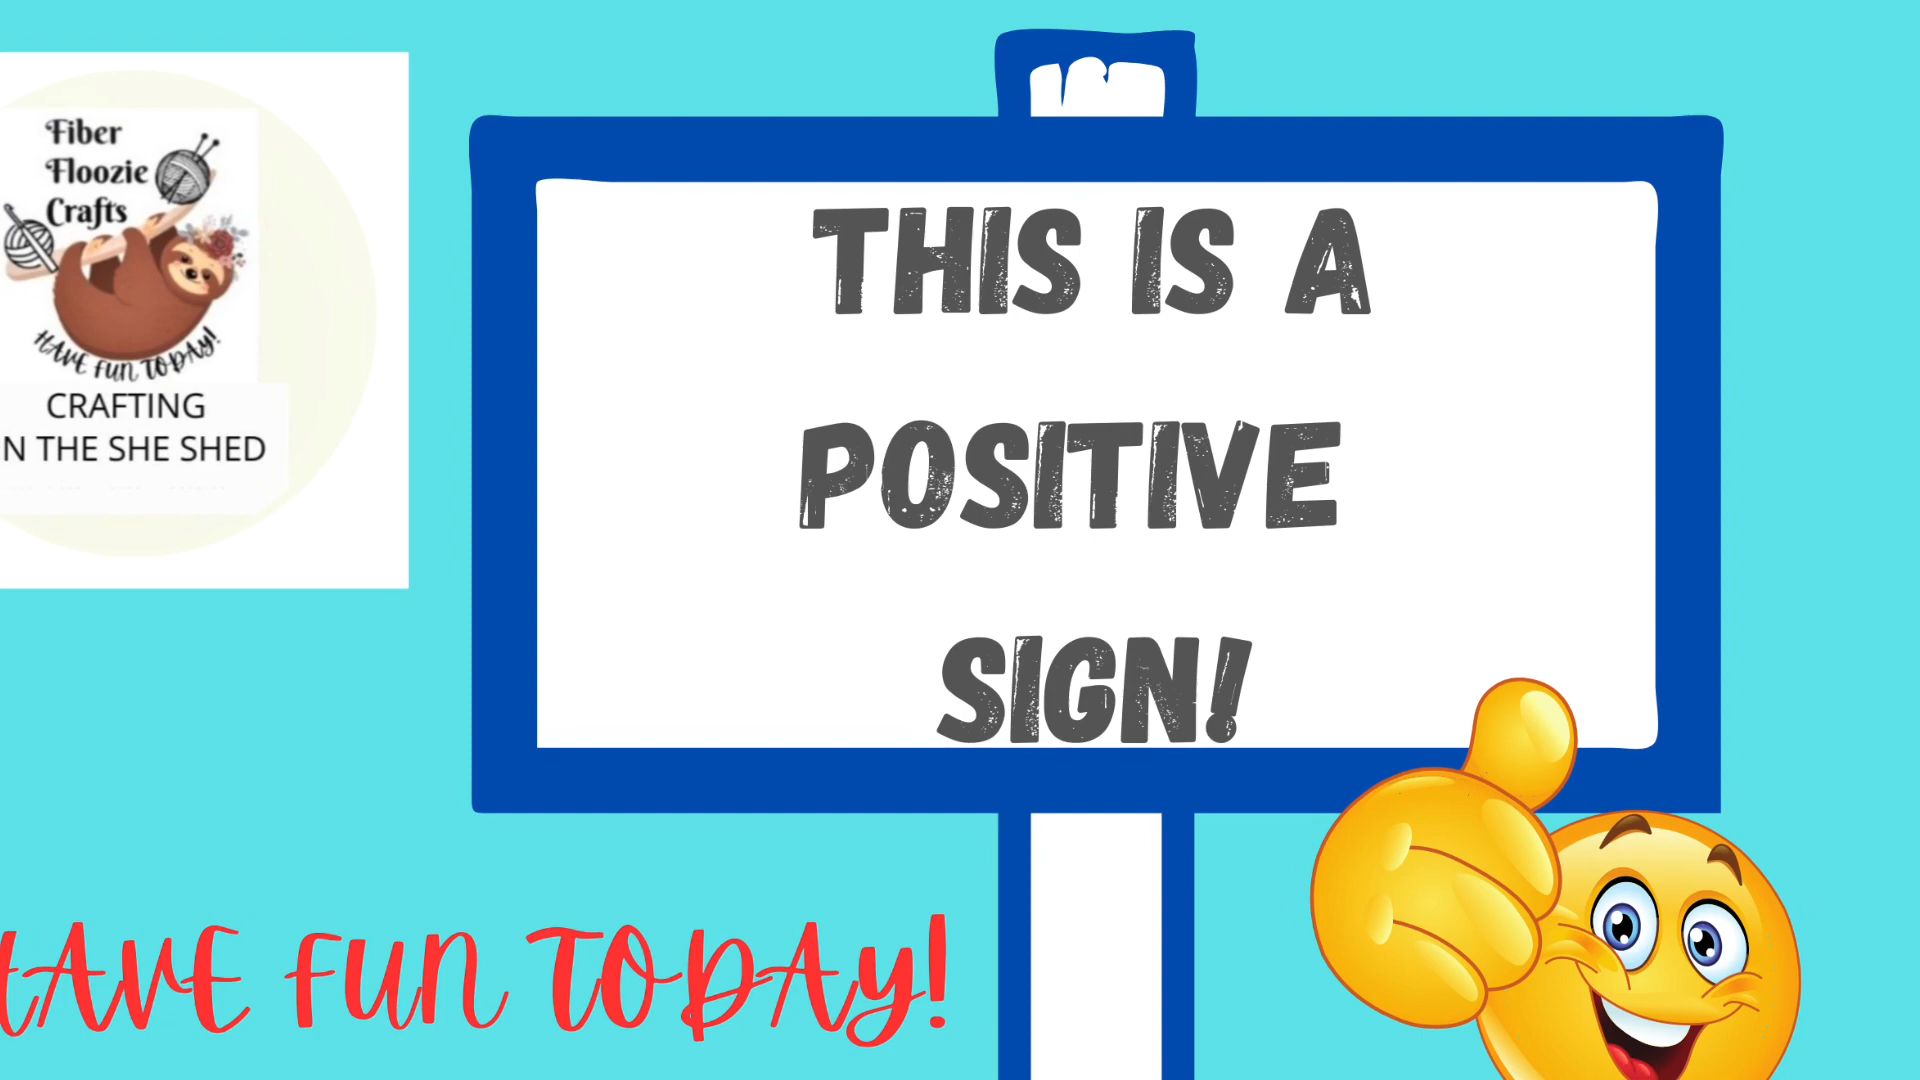 Fiber
Floozie
Crafts
HAVE FUN TODAY!
CRAFTING
N THE SHE SHED
THIS IS A
POSITIVE
SIGN!
HAVE FUN TODAY!